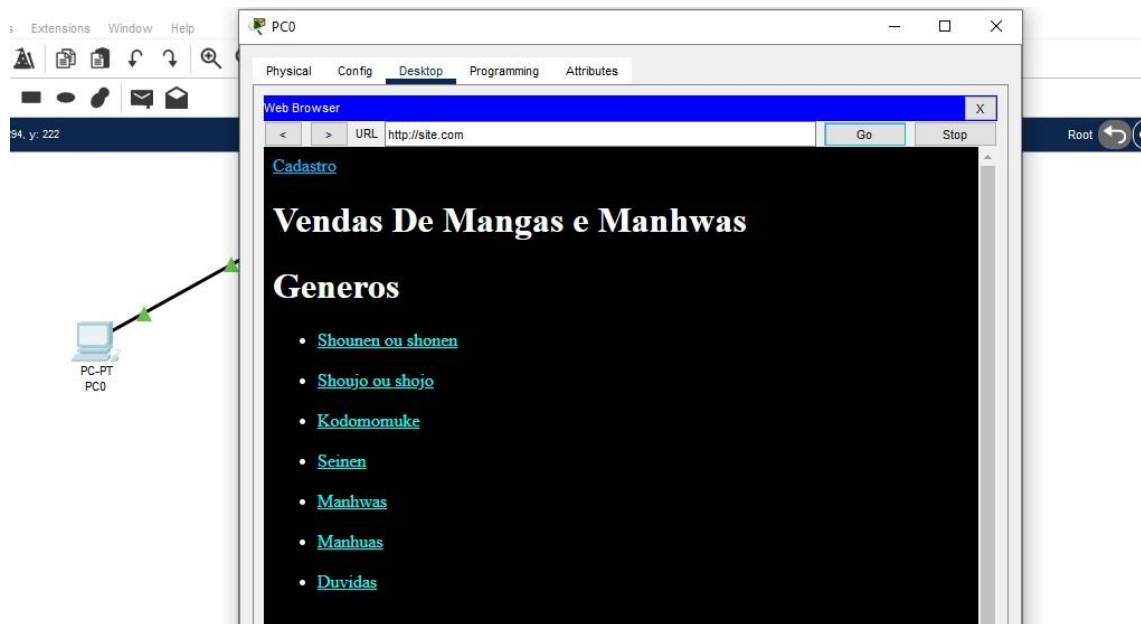 s Extensions Window Help
PC0
Physical Config Desktop Programming Attributes
Web Browser X
< > URL http://site.com Go Stop
294, y: 222
Root
Cadastro
Vendas De Mangas e Manhwas
Generos
Shounen ou shonen
Shoujo ou shojo
Kodomomuke
Seinen
Manhwas
Manhuas
Duvidas
PC-PT
PC0